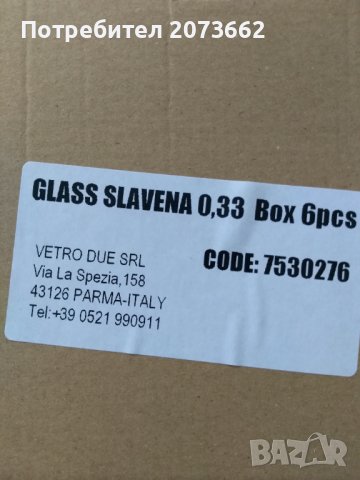 Потребител 2073662
GLASS SLAVENA 0,33 Box 6pcs
VETRO DUE SRL
CODE: 7530276
Via La Spezia,158
43126 PARMA-ITALY
Tel:+39 0521 990911
BAZAR